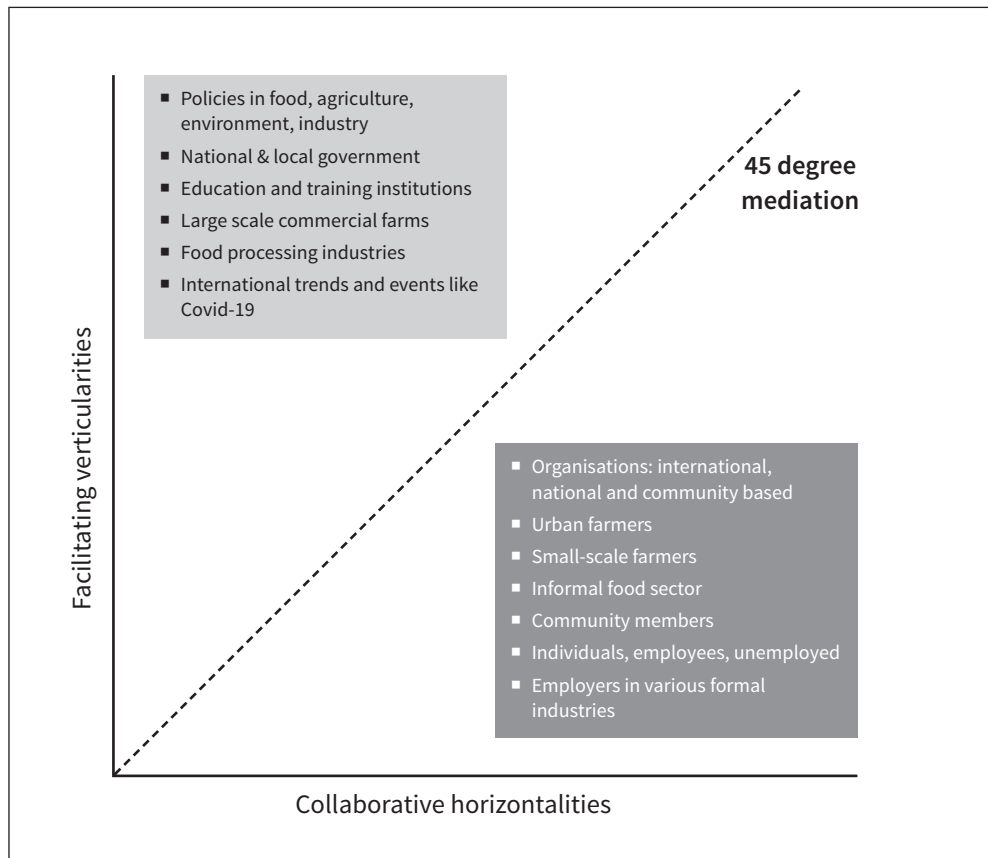 ■ Policies in food, agriculture,
environment, industry
■ National & local government
■ Education and training institutions
■ Large scale commercial farms
■ Food processing industries
■ International trends and events like
Covid-19
45 degree
mediation
Facilitating verticularities
■ Organisations: international,
national and community based
■ Urban farmers
■ Small-scale farmers
■ Informal food sector
■ Community members
■ Individuals, employees, unemployed
■ Employers in various formal
industries
Collaborative horizontalities